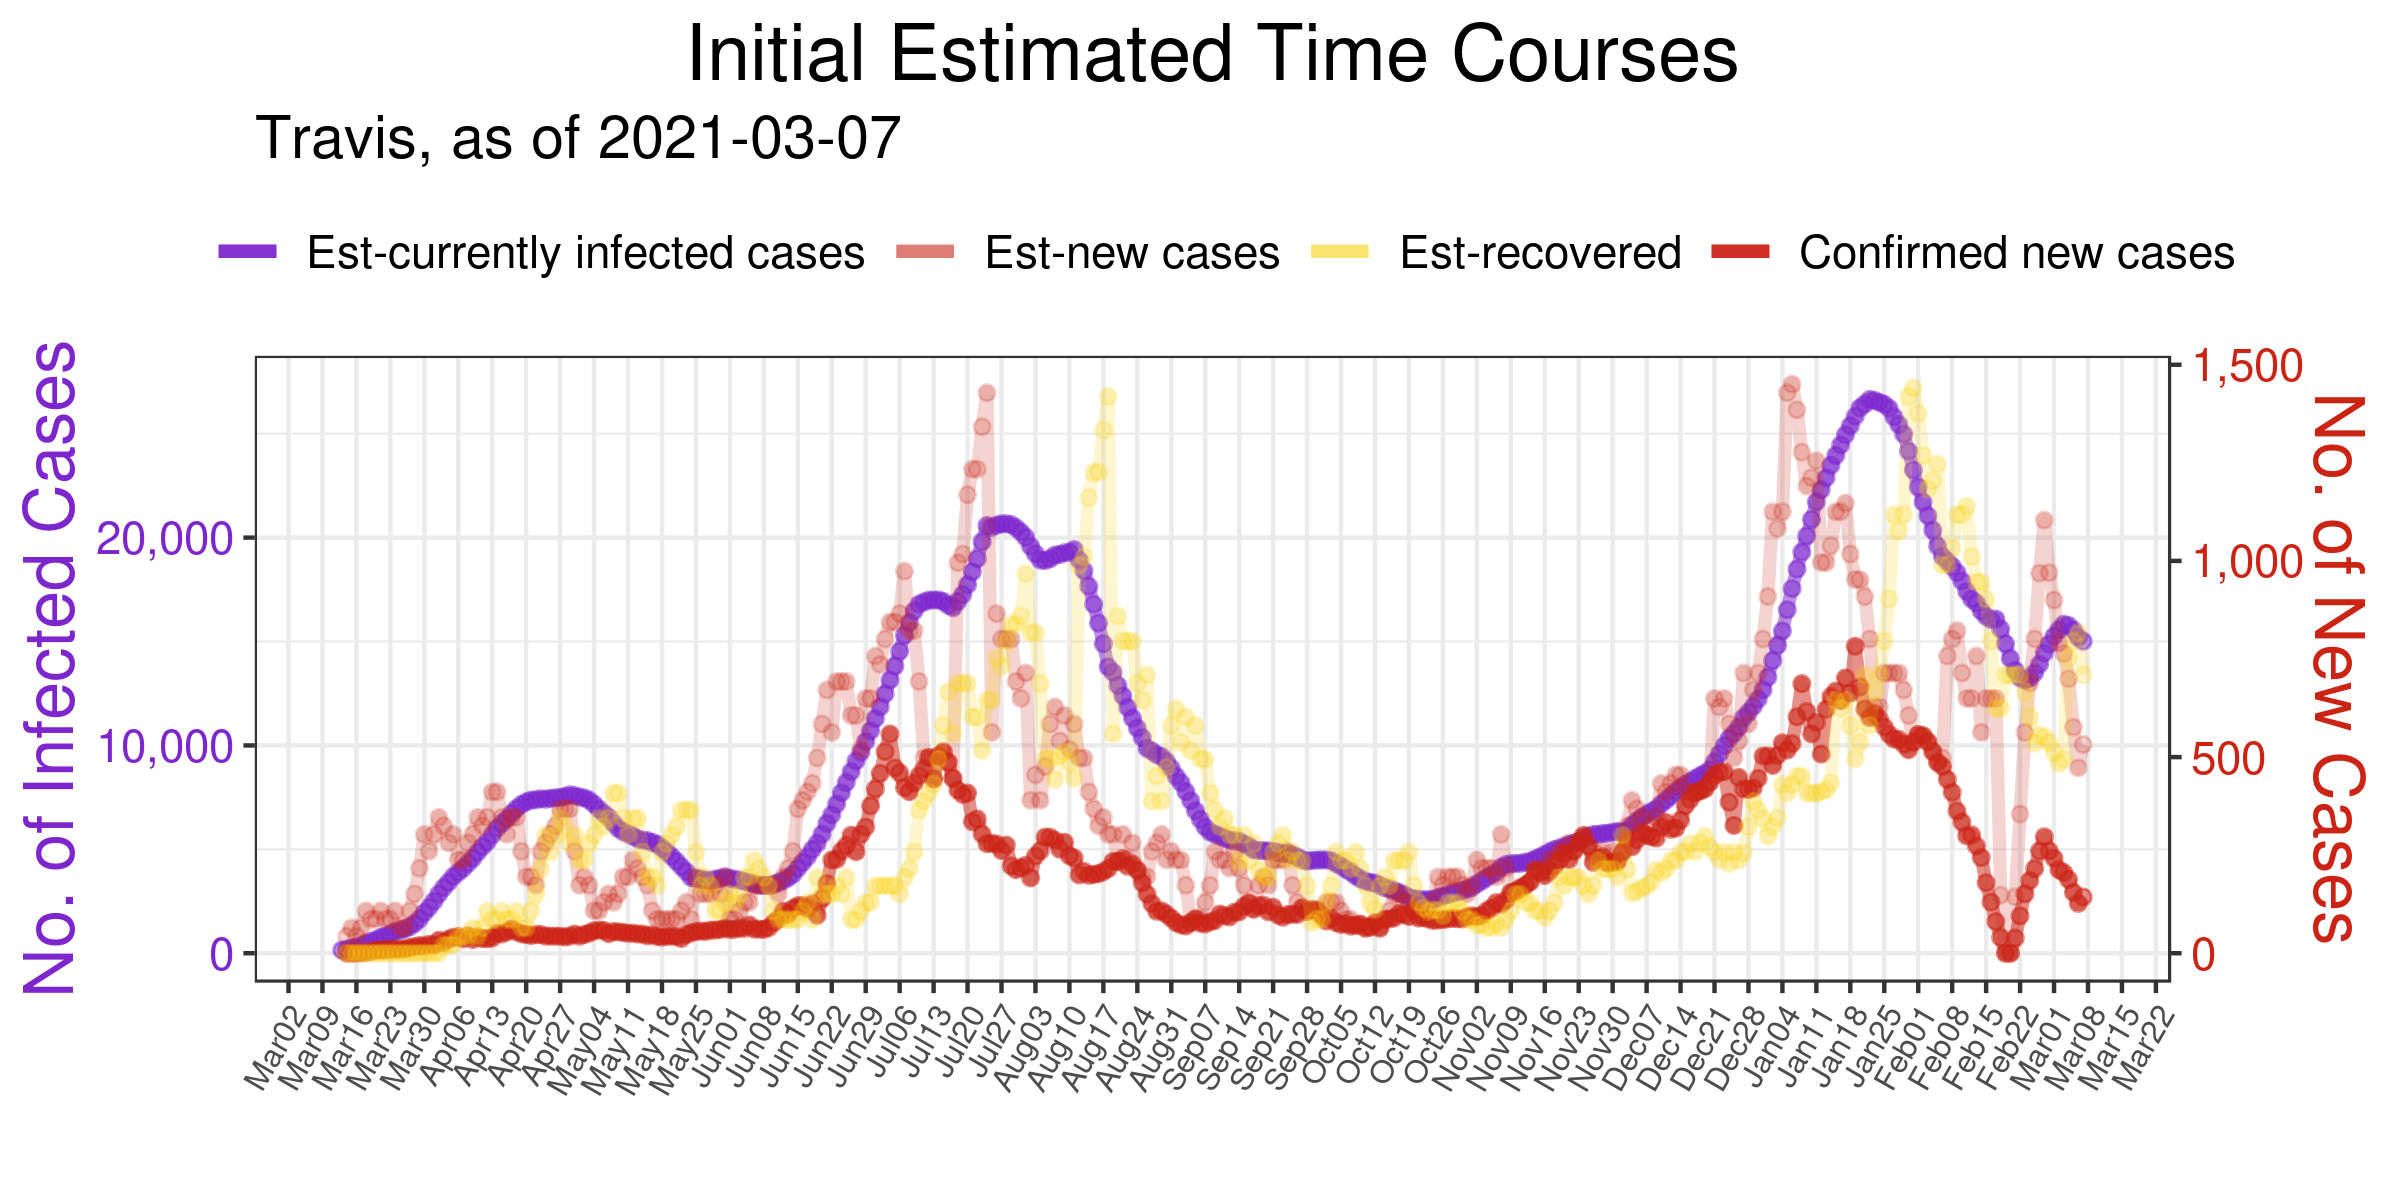 Initial Estimated Time Courses
Travis, as of 2021-03-07
Est-currently infected cases Est-new cases Est-recovered Confirmed new cases
No. of Infected Cases
20,000
10,000
0
1,500
1,000
500
0
No. of New Cases
Mar02 Mar09 Mar16 Mar23 Mar30 Apr06 Apr13 Apr20 Apr27 May04 May11 May18 May25 Jun01 Jun08 Jun15 Jun22 Jun29 Jul06 Jul13 Jul20 Jul27 Aug03 Aug10 Aug17 Aug24 Aug31 Sep07 Sep14 Sep21 Sep28 Oct05 Oct12 Oct19 Oct26 Nov02 Nov09 Nov16 Nov23 Nov30 Dec07 Dec14 Dec21 Dec28 Jan04 Jan11 Jan18 Jan25 Feb01 Feb08 Feb15 Feb22 Mar01 Mar08 Mar15 Mar22